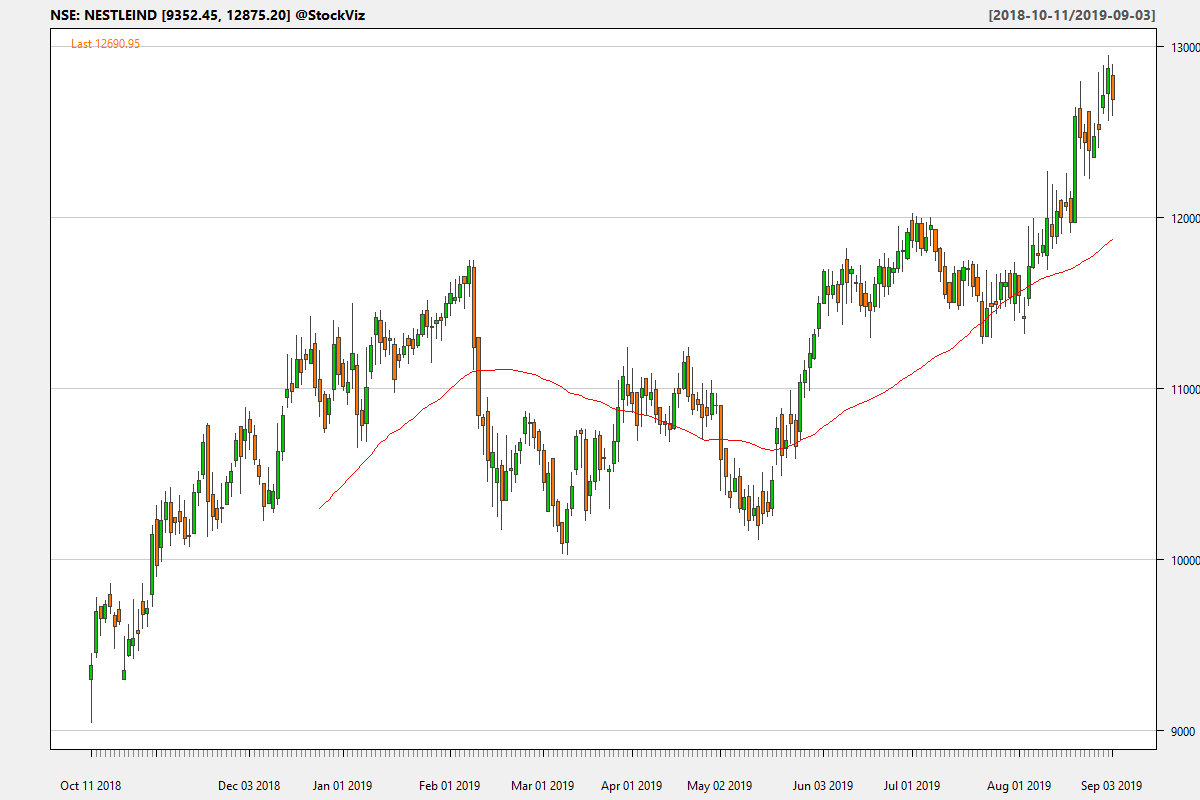 NSE: NESTLEIND [9352.45, 12875.20] @StockViz
[2018-10-11/2019-09-03]
Last 12690.95
13000
12000
11000
10000
9000
Oct 11 2018
Dec 03 2018
Jan 01 2019
Feb 01 2019
Mar 01 2019
Apr 01 2019
May 02 2019
Jun 03 2019
Jul 01 2019
Aug 01 2019
Sep 03 2019